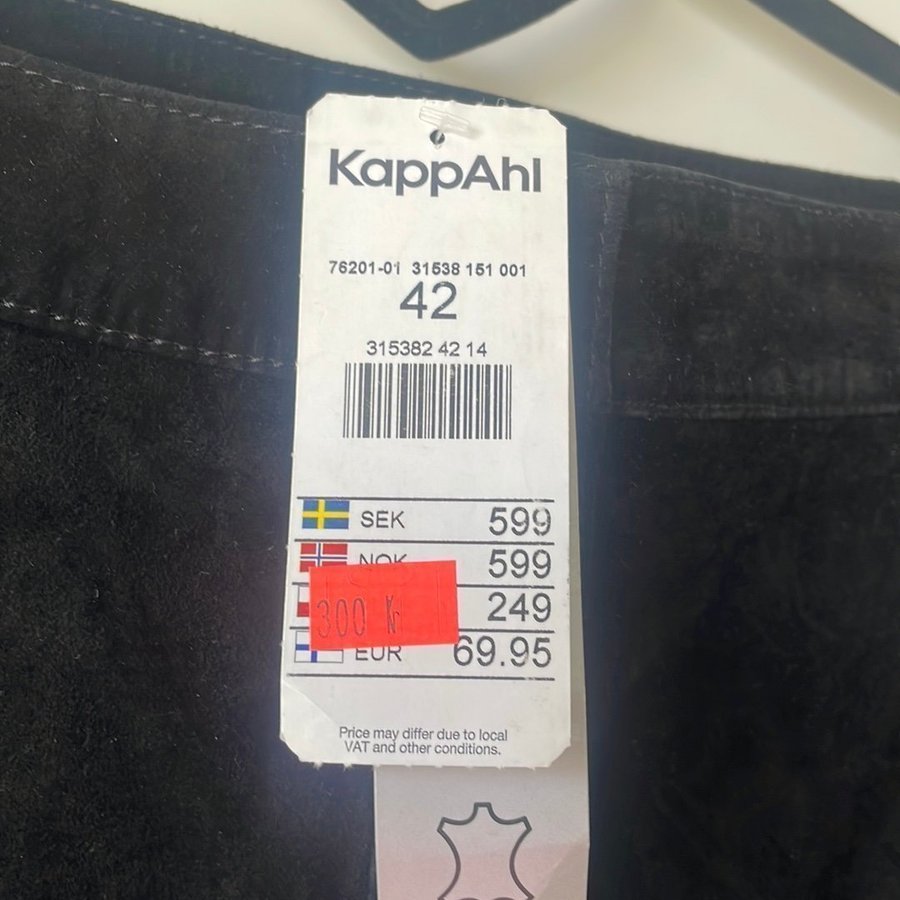 KappAhl
76201-01 31538 151 001
42
315382 42 14
SEK 599
NOK 599
300 Kr
249
EUR 69.95
Price may differ due to local
VAT and other conditions.